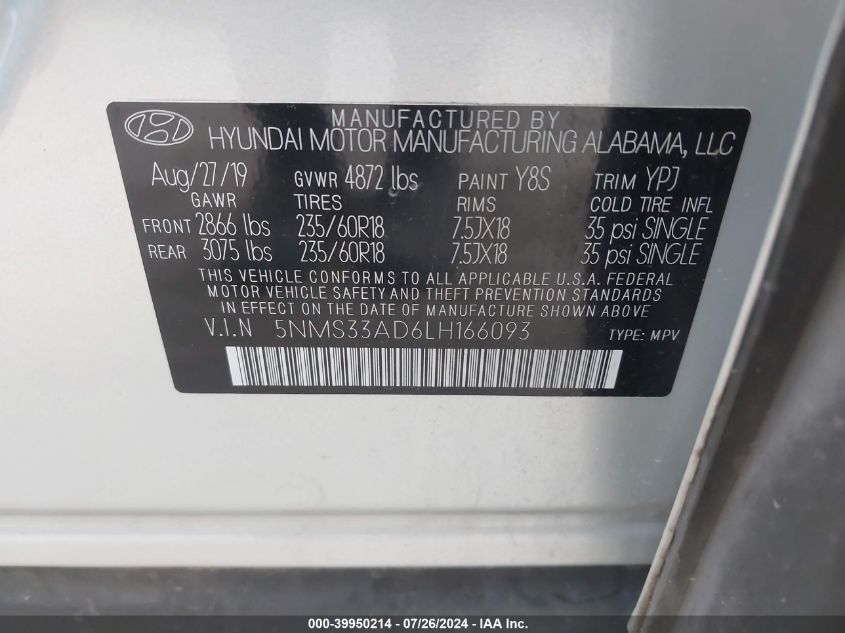 MANUFACTURED BY
HYUNDAI MOTOR MANUFACTURING ALABAMA, LLC
Aug/27/19 GVWR 4872 lbs PAINT Y8S TRIM YPJ
GAWR TIRES RIMS COLD TIRE INFL
FRONT 2866 lbs 235/60R18 7.5JX18 35 psi SINGLE
REAR 3075 lbs 235/60R18 7.5JX18 35 psi SINGLE
THIS VEHICLE CONFORMS TO ALL APPLICABLE U.S.A. FEDERAL
MOTOR VEHICLE SAFETY AND THEFT PREVENTION STANDARDS
IN EFFECT ON THE DATE OF MANUFACTURE SHOWN ABOVE
V.I.N 5NMS33AD6LH166093 TYPE: MPV
000-39950214 - 07/26/2024 - IAAI Inc.